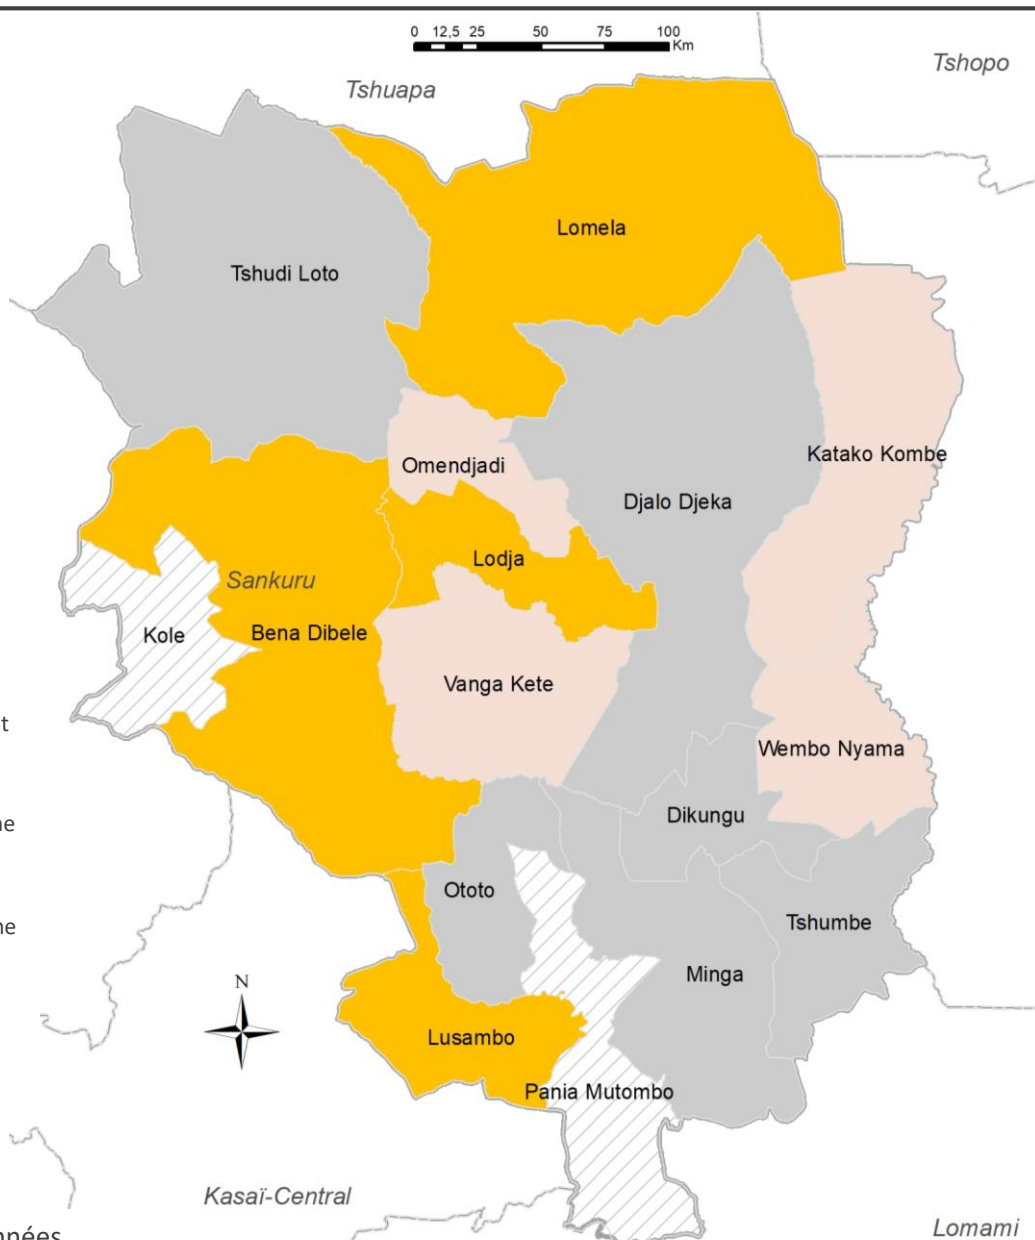 0 12,5 25 50 75 100
Km
Tshuapa
Tshopo
Lomela
Tshudi Loto
Katako Kombe
Omendjadi
Djalo Djeka
Lodja
Sankuru
Kole
Bena Dibele
Vanga Kete
Wembo Nyama
Dikungu
Ototo
Tshumbe
Minga
N
Lusambo
Pania Mutombo
Kasaï-Central
Lomami